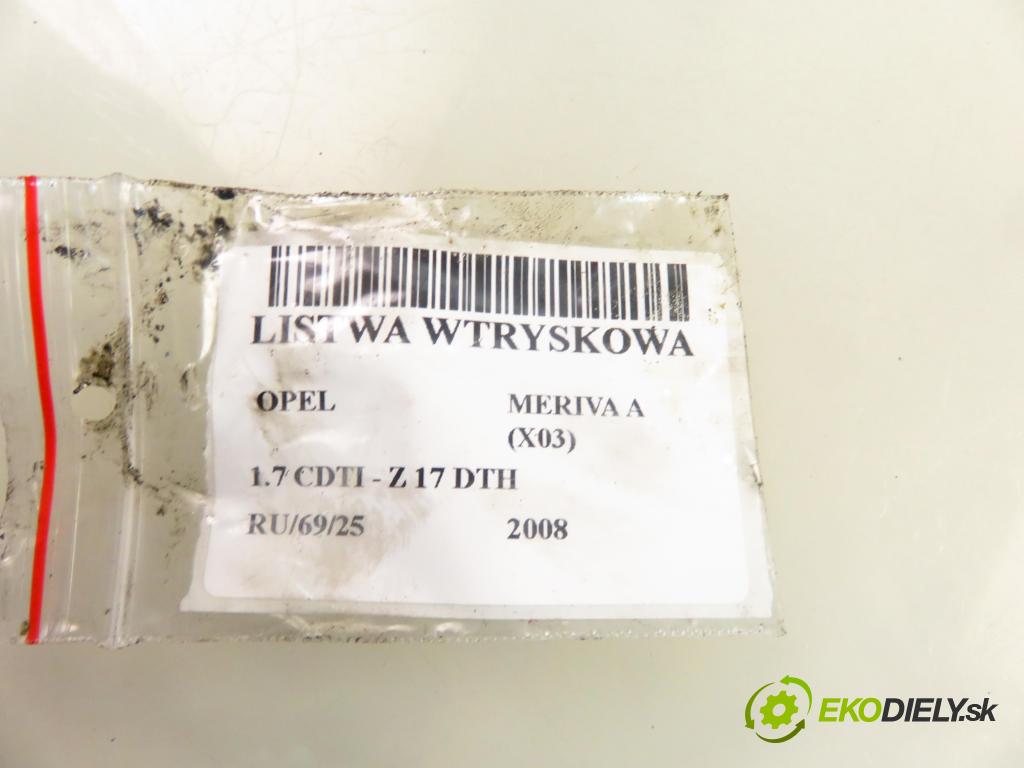 LISTWA WTRYSKOWA
OPEL MERIVA A
(X03)
1.7 CDTI - Z 17 DTH
RU/69/25 2008
EKODIELY.sk